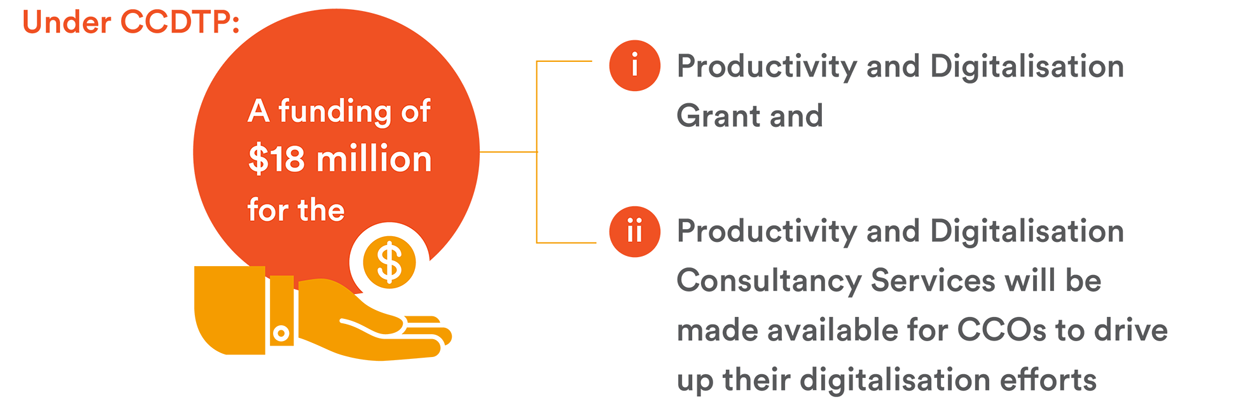 Under CCDTP:
A funding of
$18 million
for the
$
i
Productivity and Digitalisation
Grant and
ii
Productivity and Digitalisation
Consultancy Services will be
made available for CCOs to drive
up their digitalisation efforts